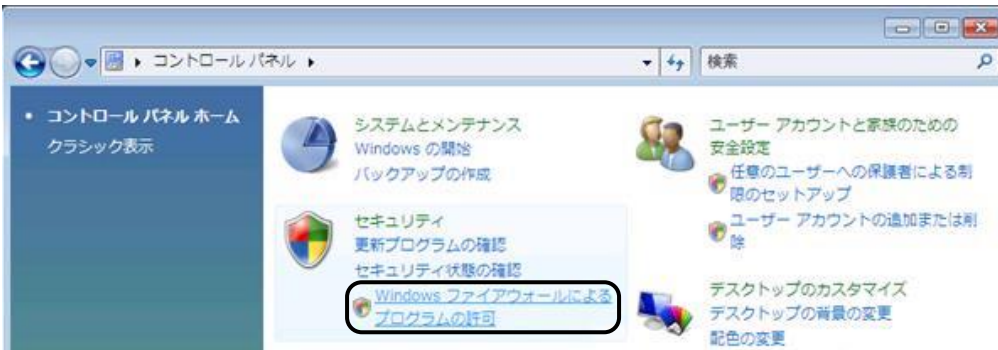 コントロール パネル
検索
コントロール パネル ホーム
クラシック表示
システムとメンテナンス
Windows の開始
バックアップの作成
セキュリティ
更新プログラムの確認
セキュリティ状態の確認
Windows ファイアウォールによる
プログラムの許可
ユーザー アカウントと家族のための
安全設定
任意のユーザーへの保護者による制
限のセットアップ
ユーザー アカウントの追加または削
除
デスクトップのカスタマイズ
デスクトップの背景の変更
配色の変更